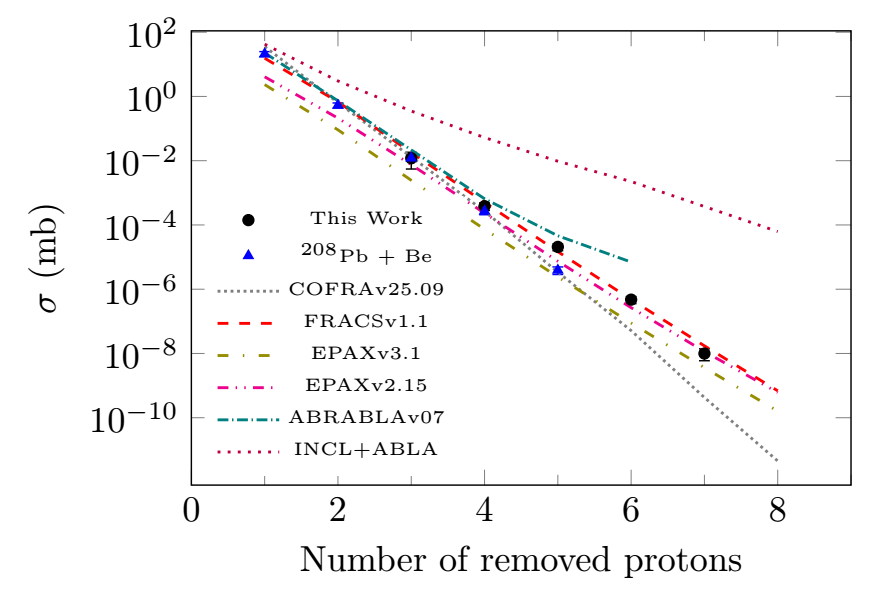 10^2
10^0
10^−2
10^−4
10^−6
10^−8
10^−10
σ (mb)
This Work
^208Pb + Be
COFRAv25.09
FRACSv1.1
EPAXv3.1
EPAXv2.15
ABRABLAv07
INCL+ABLA
0 2 4 6 8
Number of removed protons